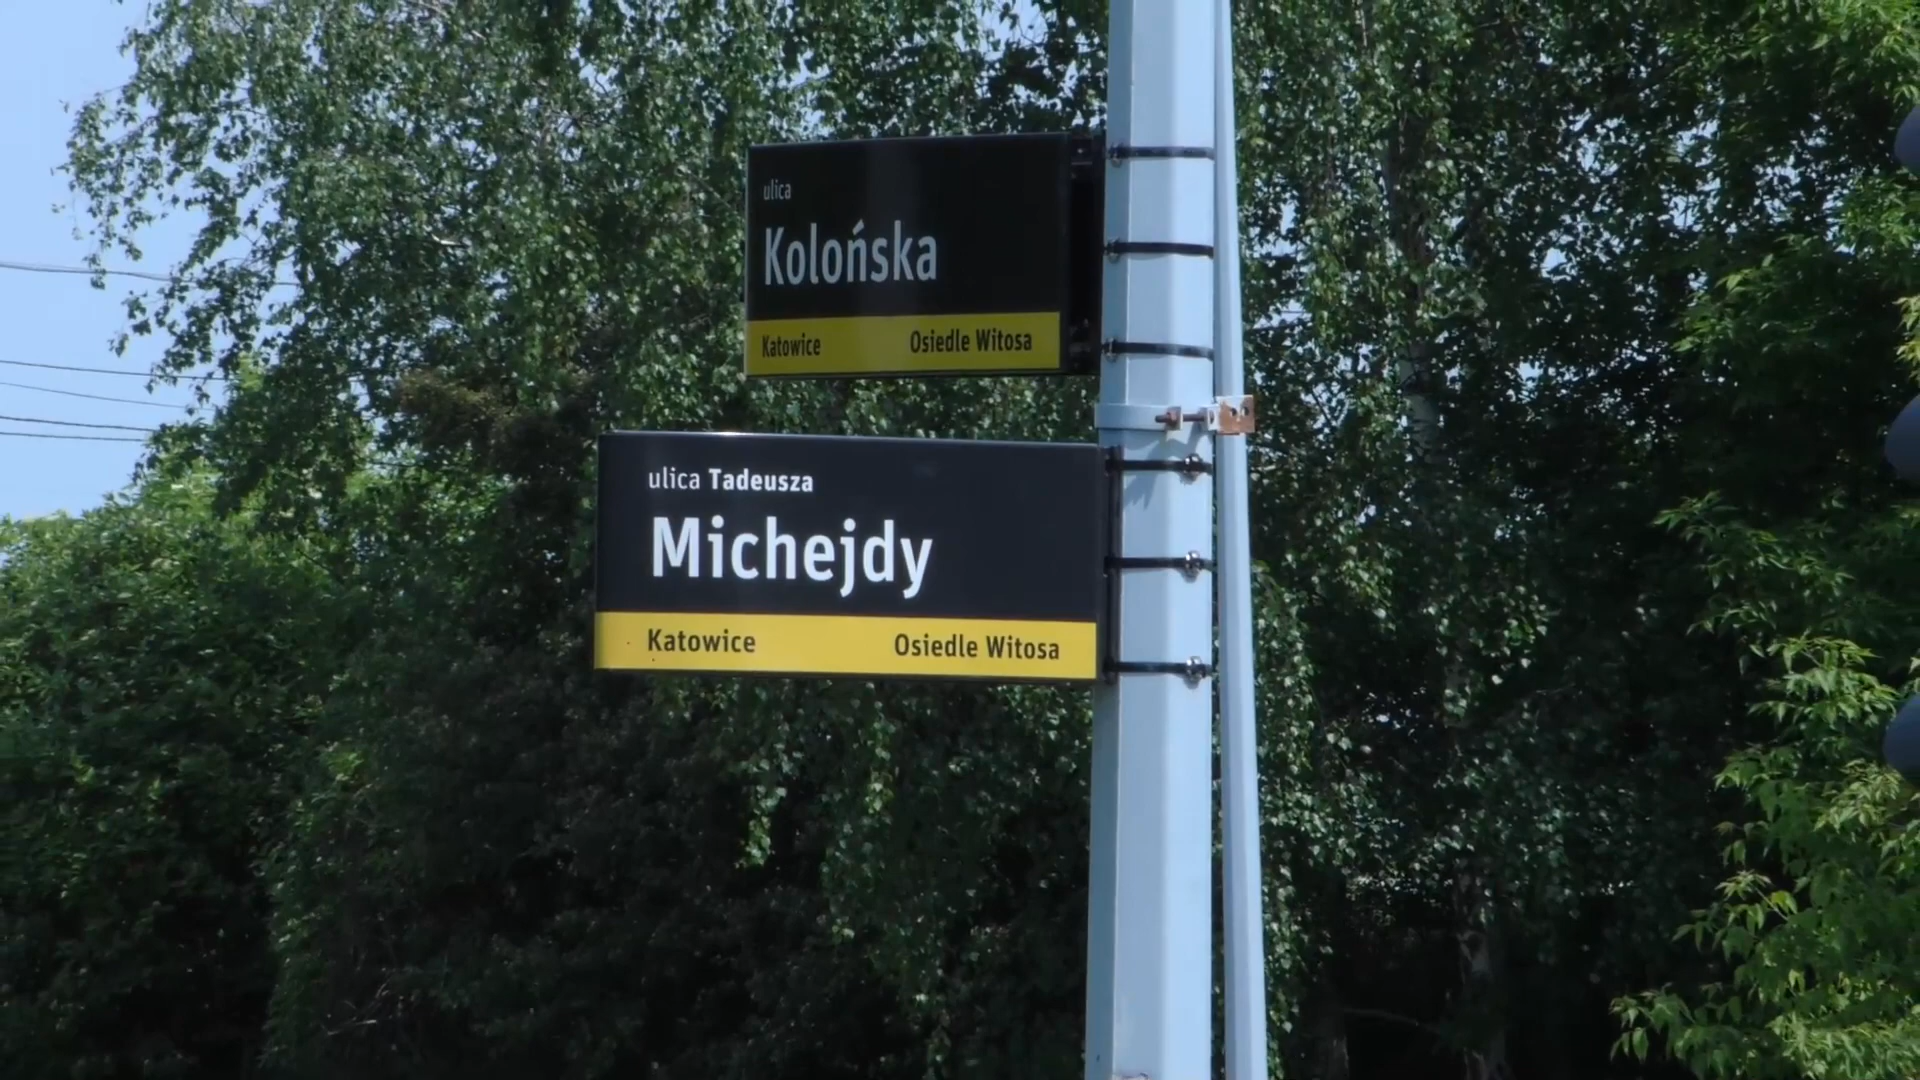 ulica
Kolońska
Katowice Osiedle Witosa
ulica Tadeusza
Michejdy
Katowice Osiedle Witosa